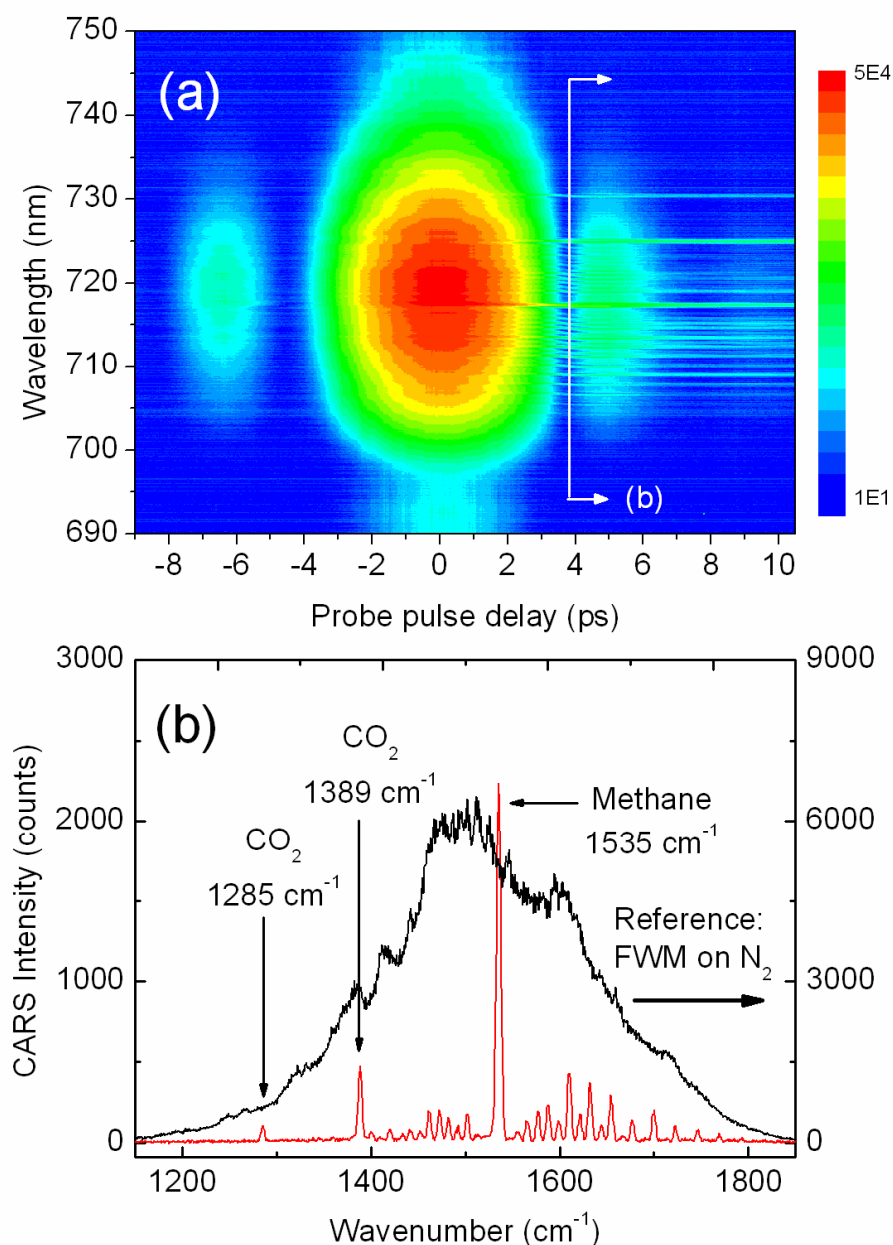 750
740
730
720
710
700
690
Wavelength (nm)
(a)
(b)
5E4
1E1
-8 -6 -4 -2 0 2 4 6 8 10
Probe pulse delay (ps)
3000
2000
1000
0
CARS Intensity (counts)
(b)
CO2
1285 cm-1
CO2
1389 cm-1
Methane
1535 cm-1
Reference:
FWM on N2
9000
6000
3000
0
1200 1400 1600 1800
Wavenumber (cm-1)